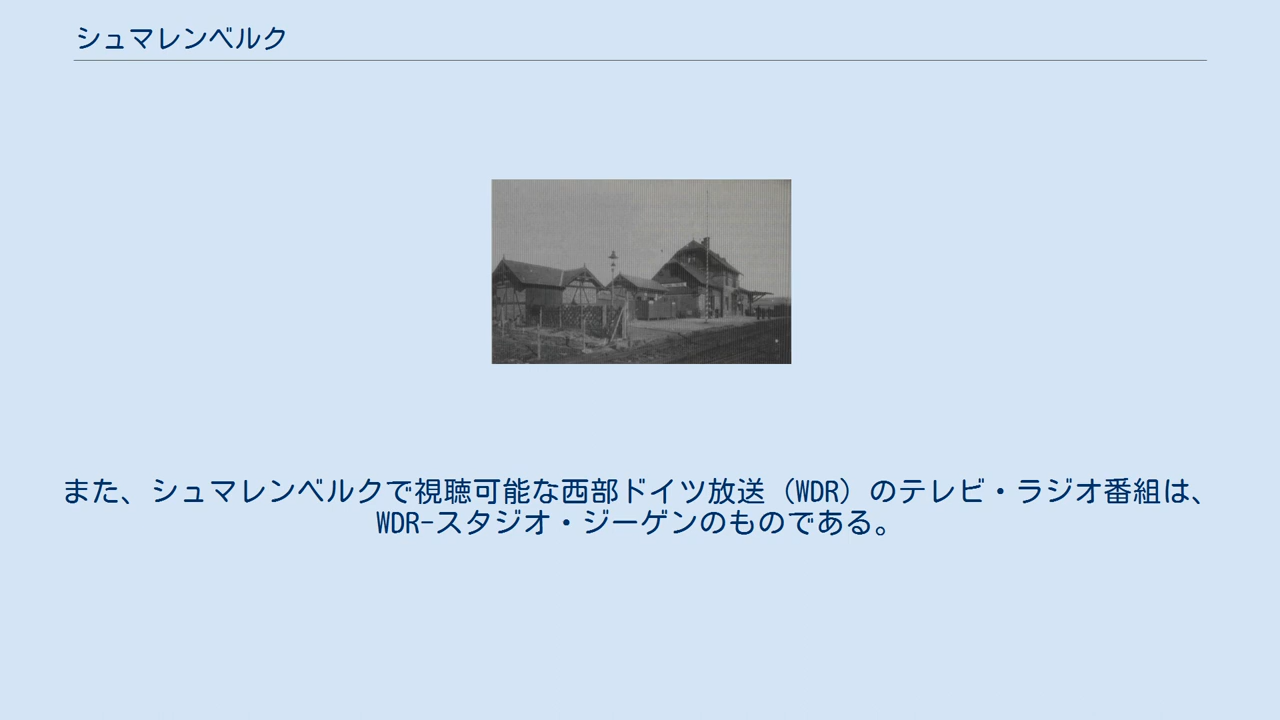 シュマレンベルク
また、シュマレンベルクで視聴可能な西部ドイツ放送（WDR）のテレビ・ラジオ番組は、
WDR-スタジオ・ジーゲンのものである。